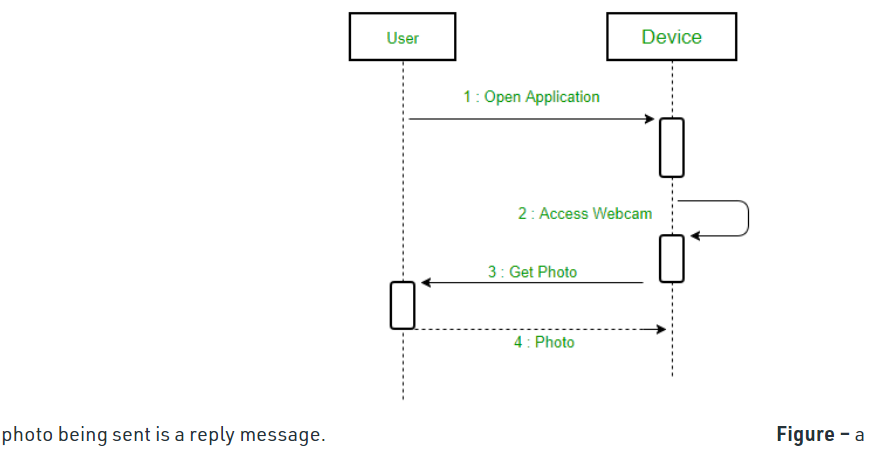 User
Device
1 : Open Application
2 : Access Webcam
3 : Get Photo
4 : Photo
photo being sent is a reply message.
Figure – a